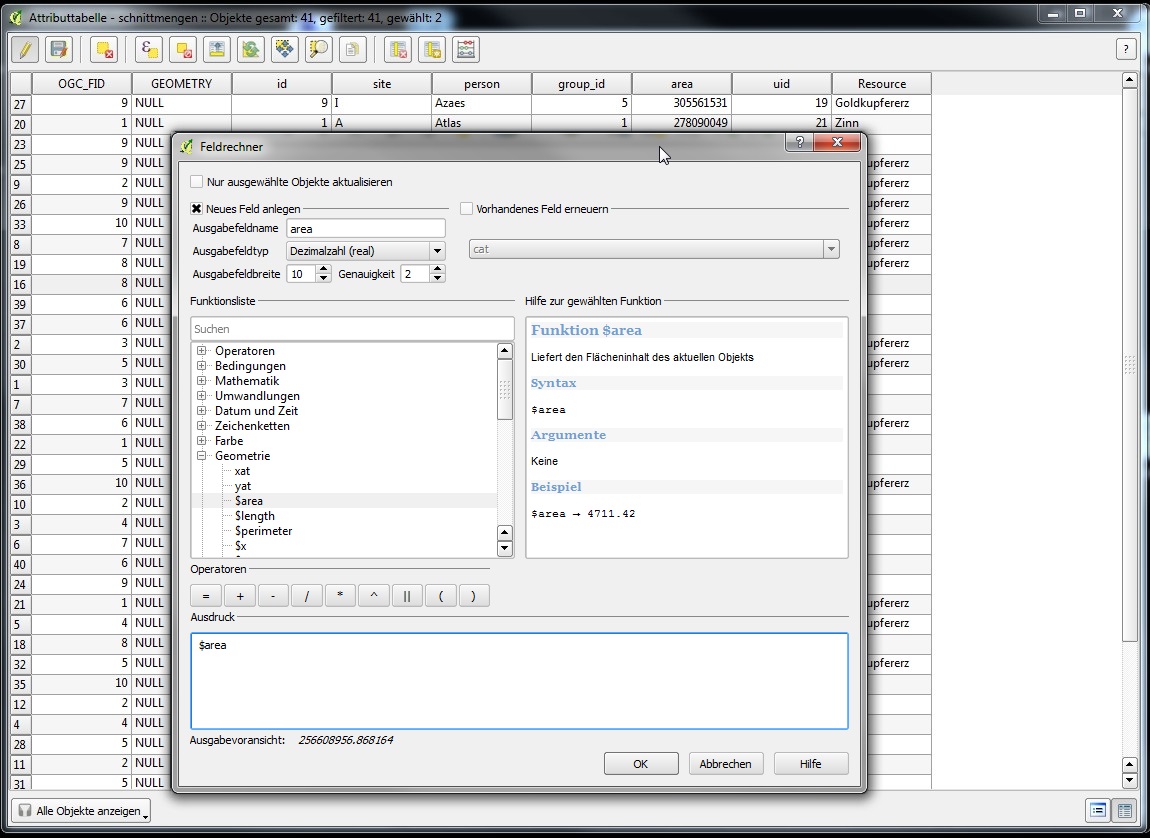 Attributtabelle - schnittmengen :: Objekte gesamt: 41, gefiltert: 41, gewählt: 2
?
OGC_FID GEOMETRY id site person group_id area uid Resource
27 9 NULL 9 I Azaes 5 305561531 19 Goldkupfererz
20 1 NULL 1 A Atlas 1 278090049 21 Zinn
23 9 NULL
25 9 NULL upfererz
9 2 NULL upfererz
26 9 NULL upfererz
33 10 NULL upfererz
8 7 NULL upfererz
19 8 NULL upfererz
16 8 NULL
39 6 NULL
37 6 NULL
2 3 NULL upfererz
30 5 NULL upfererz
1 3 NULL
7 7 NULL
38 6 NULL upfererz
22 1 NULL
29 5 NULL
36 10 NULL upfererz
10 2 NULL
3 4 NULL
6 7 NULL
40 6 NULL
24 9 NULL
21 1 NULL upfererz
5 4 NULL upfererz
18 8 NULL
32 5 NULL upfererz
35 10 NULL
12 2 NULL
4 4 NULL
28 5 NULL
11 2 NULL
31 5 NULL
Feldrechner
?
Nur ausgewählte Objekte aktualisieren
Neues Feld anlegen
Ausgabefeldname area
Ausgabefeldtyp Dezimalzahl (real)
Ausgabefeldbreite 10 Genauigkeit 2
Vorhandenes Feld erneuern
cat
Funktionsliste
Suchen
Operatoren
Bedingungen
Mathematik
Umwandlungen
Datum und Zeit
Zeichenketten
Farbe
Geometrie
xat
yat
$area
$length
$perimeter
$x
Hilfe zur gewählten Funktion
Funktion $area
Liefert den Flächeninhalt des aktuellen Objekts
Syntax
$area
Argumente
Keine
Beispiel
$area → 4711.42
Operatoren
= + - / * ^ || ( )
Ausdruck
$area
Ausgabevoransicht: 256608956.868164
OK Abbrechen Hilfe
Alle Objekte anzeigen